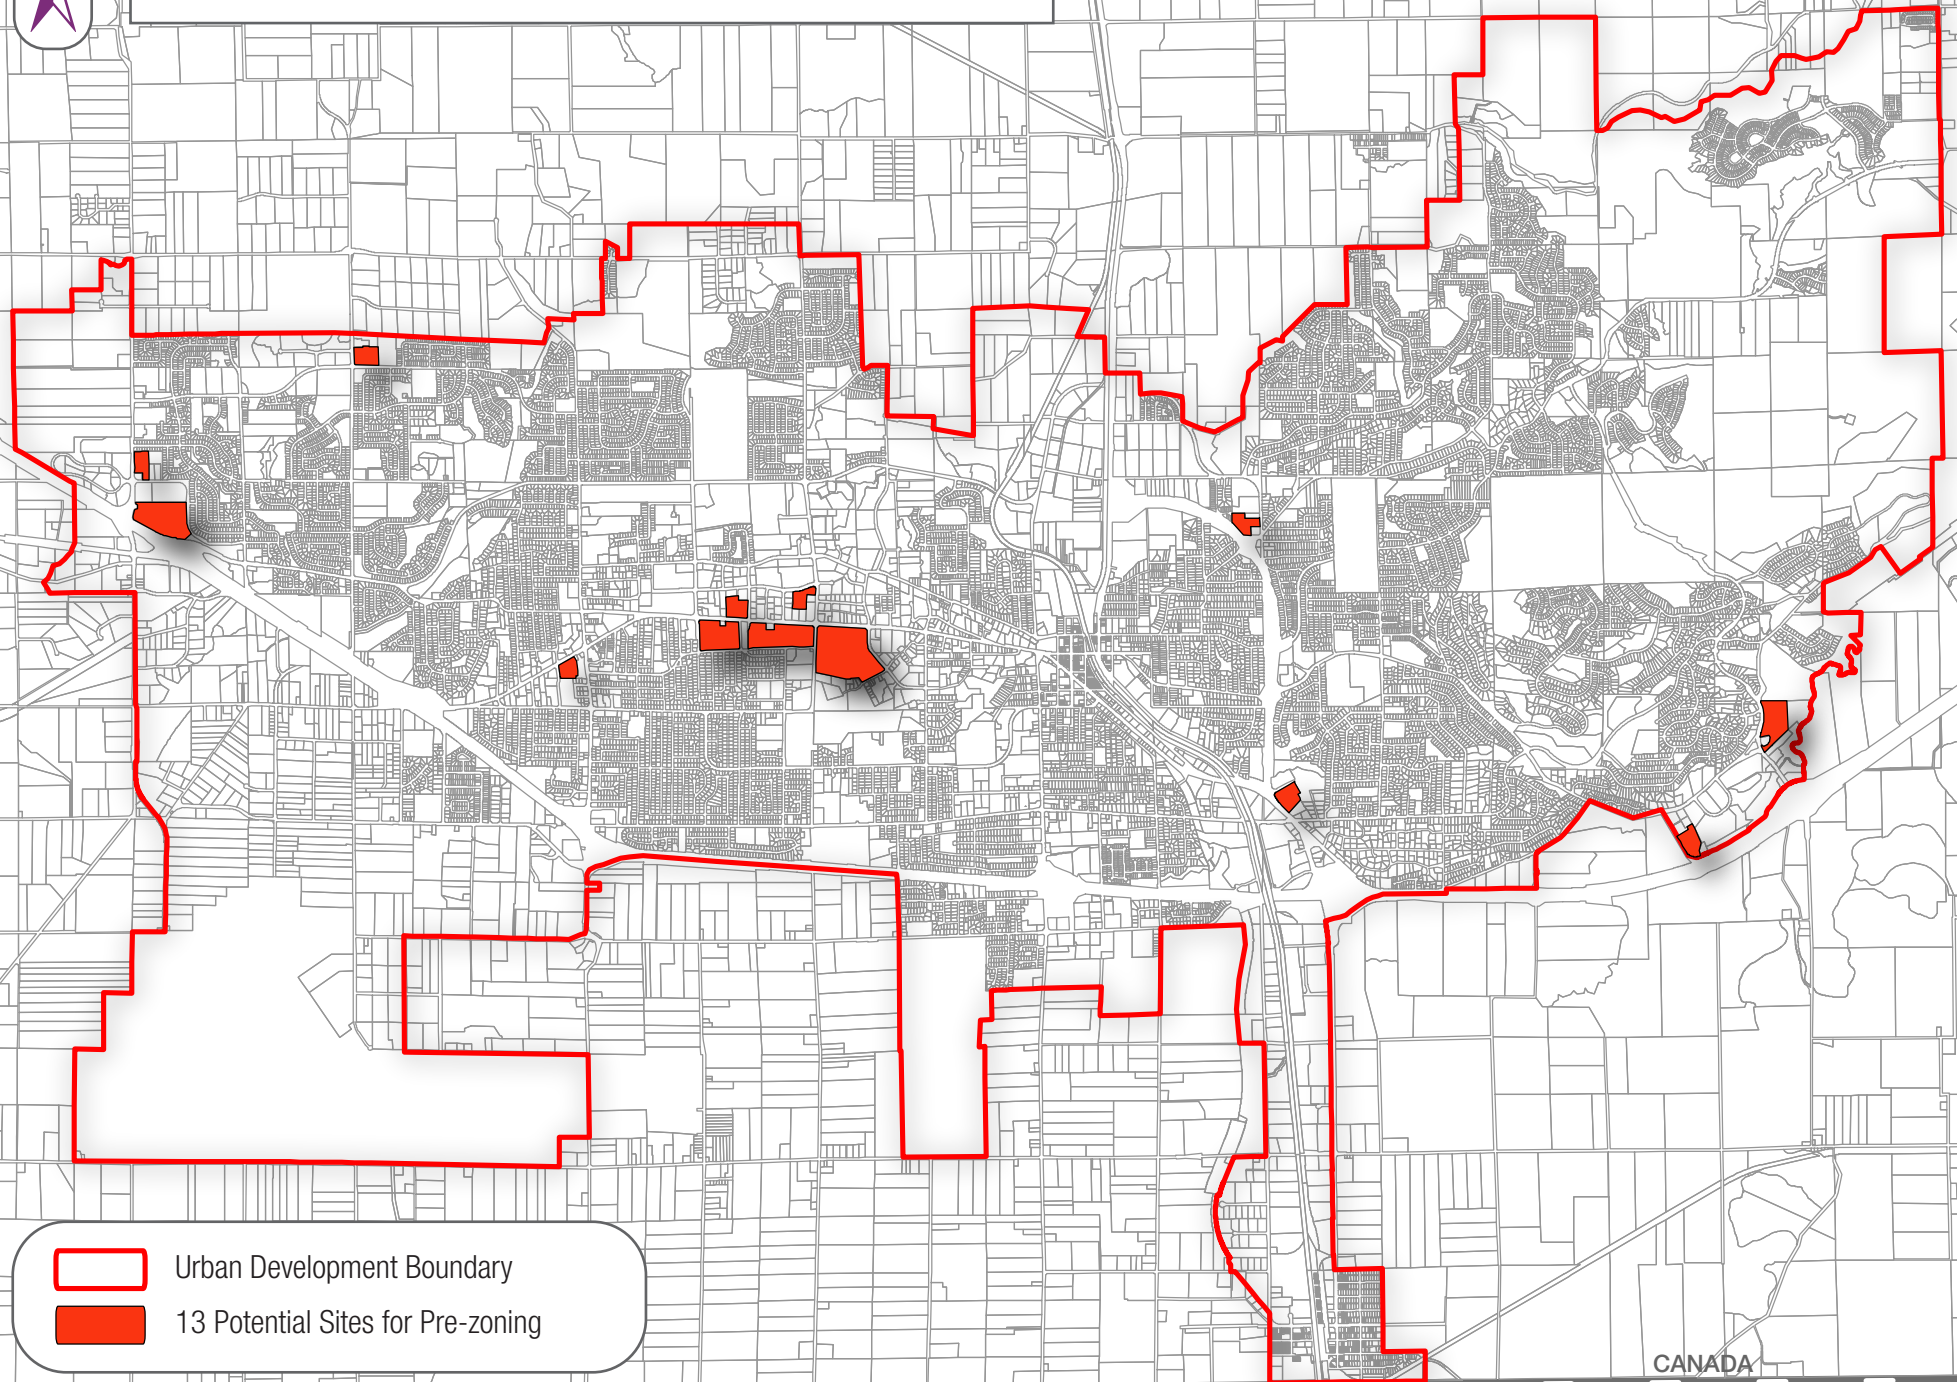 Urban Development Boundary
13 Potential Sites for Pre-zoning
CANADA